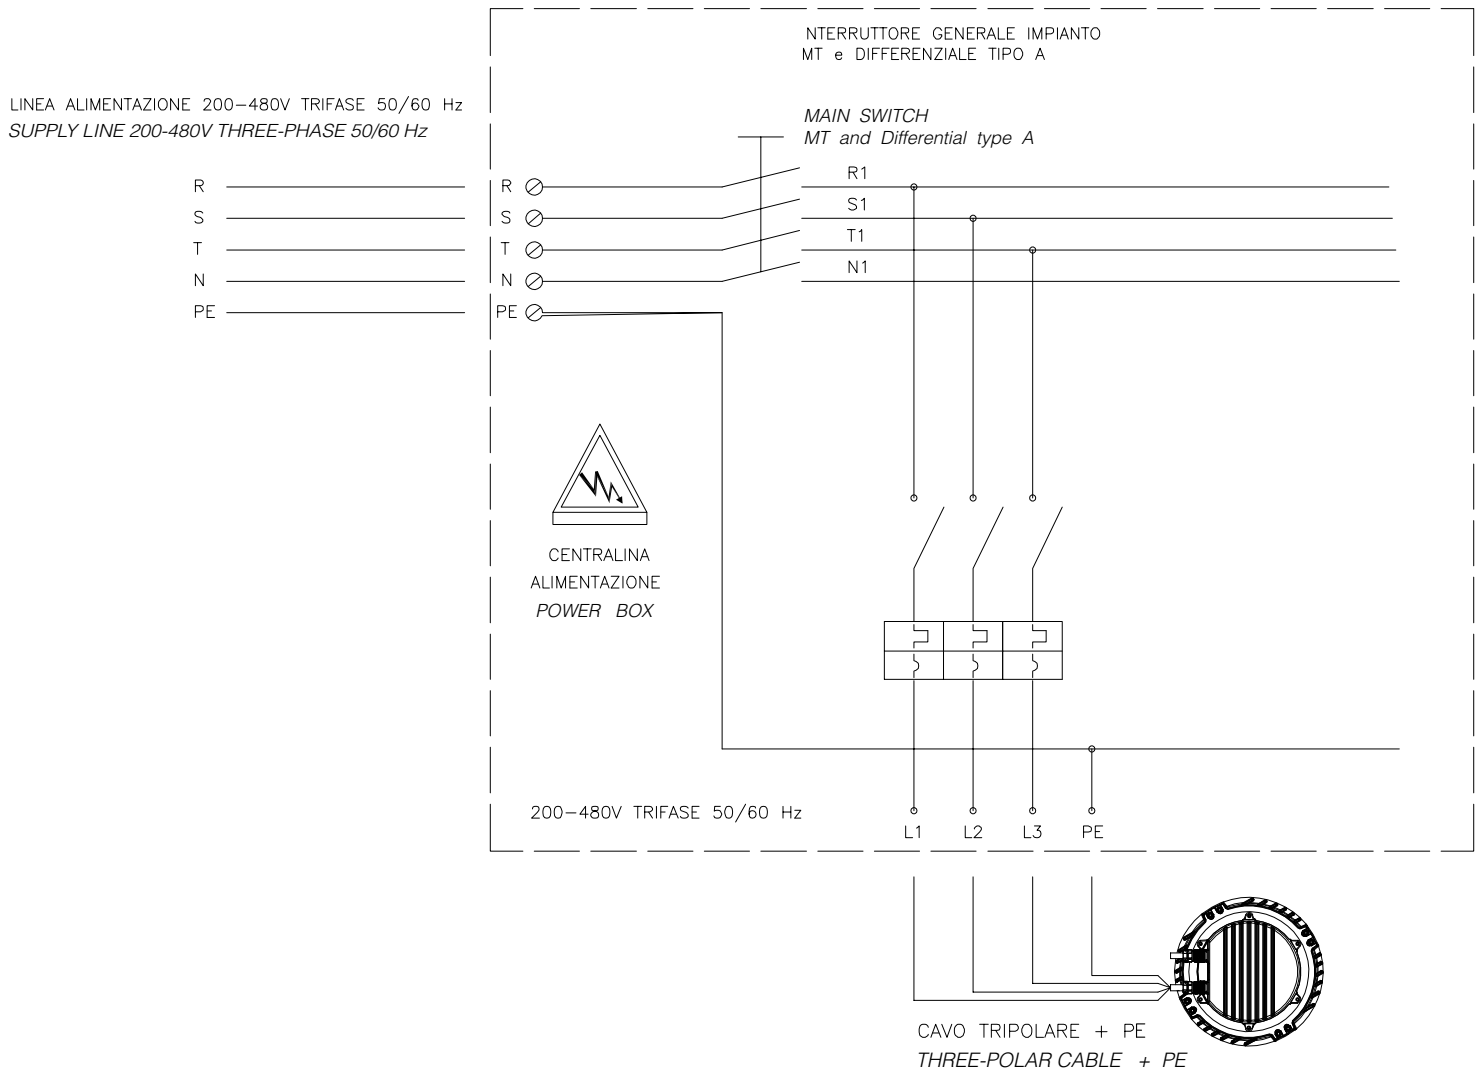 NTERRUTTORE GENERALE IMPIANTO
MT e DIFFERENZIALE TIPO A
LINEA ALIMENTAZIONE 200-480V TRIFASE 50/60 Hz
SUPPLY LINE 200-480V THREE-PHASE 50/60 Hz
MAIN SWITCH
MT and Differential type A
R R R1
S S S1
T T T1
N N N1
PE PE
CENTRALINA
ALIMENTAZIONE
POWER BOX
200-480V TRIFASE 50/60 Hz
L1 L2 L3 PE
CAVO TRIPOLARE + PE
THREE-POLAR CABLE + PE